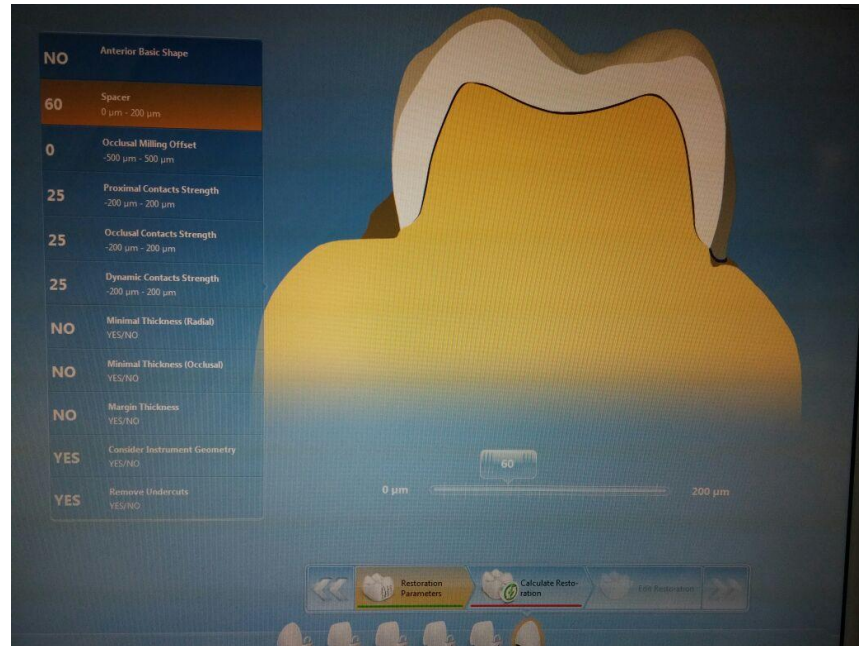 NO Anterior Basic Shape
60 Spacer
0 µm - 200 µm
0 Occlusal Milling Offset
-500 µm - 500 µm
25 Proximal Contacts Strength
-200 µm - 200 µm
25 Occlusal Contacts Strength
-200 µm - 200 µm
25 Dynamic Contacts Strength
-200 µm - 200 µm
NO Minimal Thickness (Radial)
YES/NO
NO Minimal Thickness (Occlusal)
YES/NO
NO Margin Thickness
YES/NO
YES Consider Instrument Geometry
YES/NO
YES Remove Undercuts
YES/NO
60
0 µm 200 µm
Restoration
Parameters
Calculate Resto-
ration
Edit Restoration